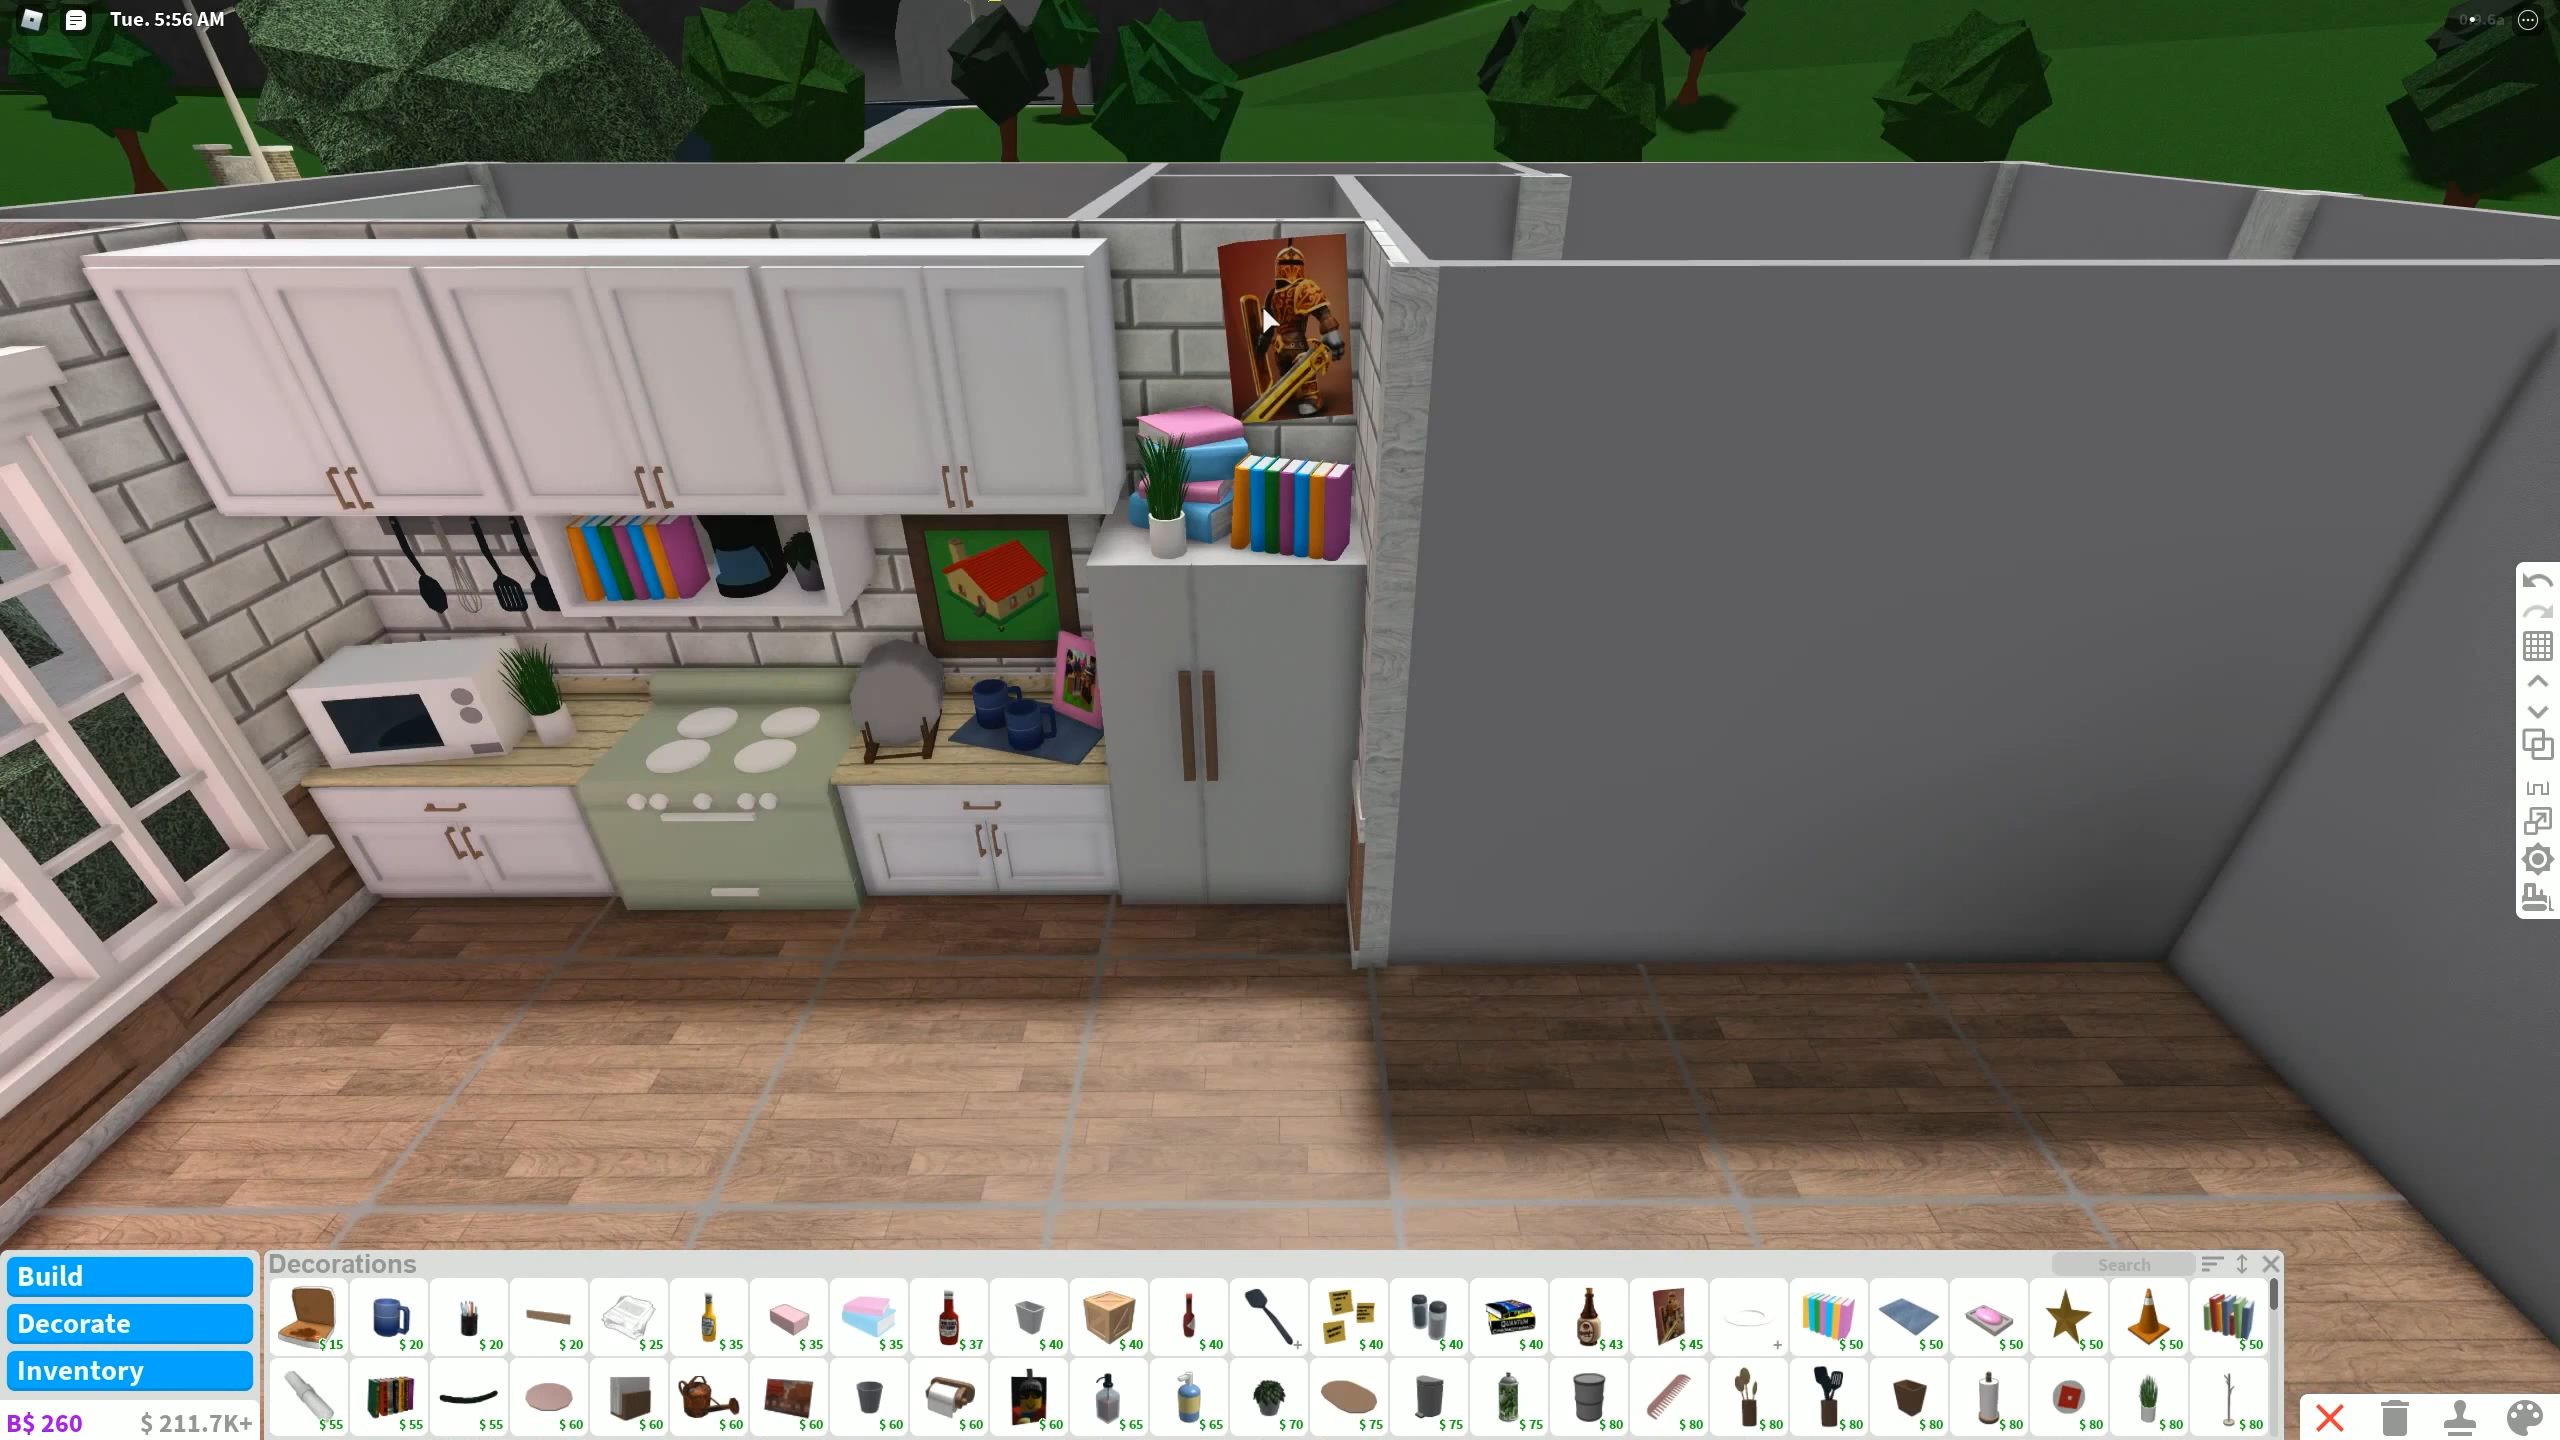 Tue. 5:56 AM
Build
Decorate
Inventory
B$ 260 $ 211.7K+
Decorations
Search
$ 15 $ 20 $ 20 $ 20 $ 25 $ 35 $ 35 $ 35 $ 37 $ 40 $ 40 $ 40 + $ 40 $ 40 $ 40 $ 43 $ 45 + $ 50 $ 50 $ 50 $ 50 $ 50 $ 50
$ 55 $ 55 $ 55 $ 60 $ 60 $ 60 $ 60 $ 60 $ 60 $ 60 $ 65 $ 65 $ 70 $ 75 $ 75 $ 75 $ 80 $ 80 $ 80 $ 80 $ 80 $ 80 $ 80 $ 80 $ 80